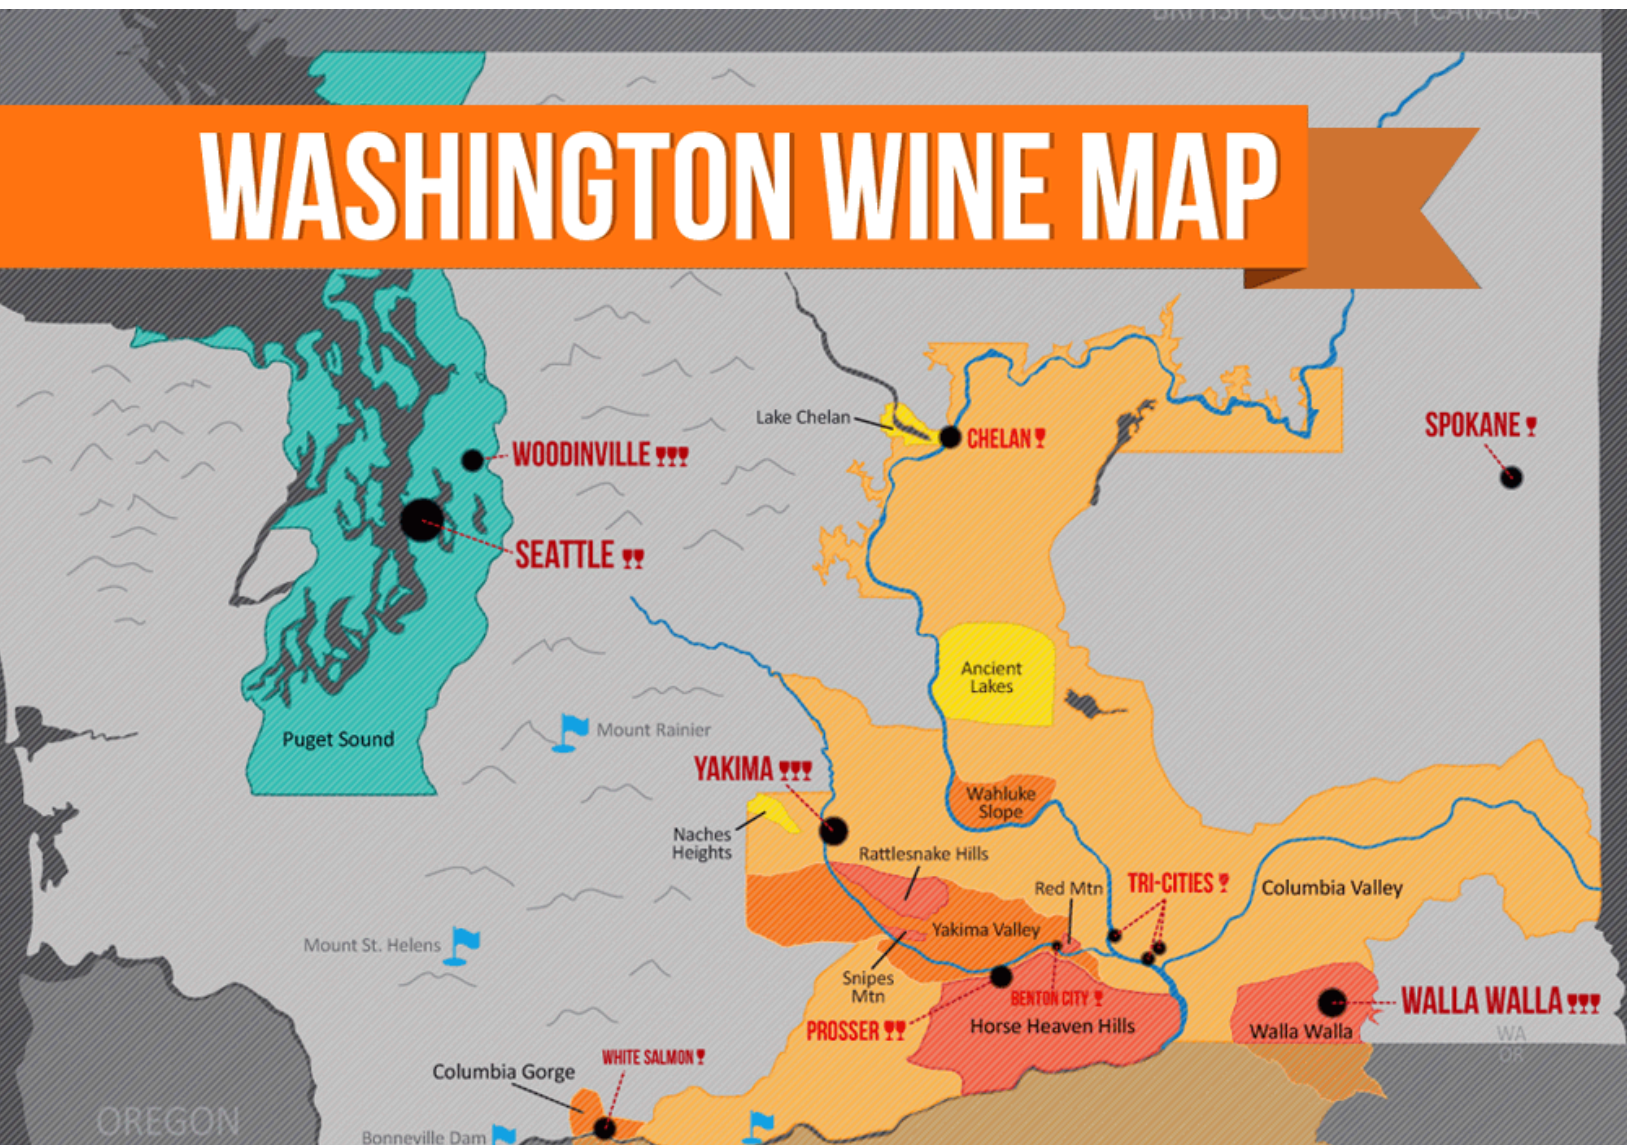 BRITISH COLUMBIA | CANADA
WASHINGTON WINE MAP
Lake Chelan
CHELAN
SPOKANE
WOODINVILLE
SEATTLE
Ancient
Lakes
Puget Sound
Mount Rainier
YAKIMA
Wahluke
Slope
Naches
Heights
Rattlesnake Hills
Red Mtn
TRI-CITIES
Columbia Valley
Yakima Valley
Mount St. Helens
Snipes
Mtn
BENTON CITY
PROSSER
Horse Heaven Hills
WALLA WALLA
Walla Walla
WA
OR
WHITE SALMON
Columbia Gorge
OREGON
Bonneville Dam